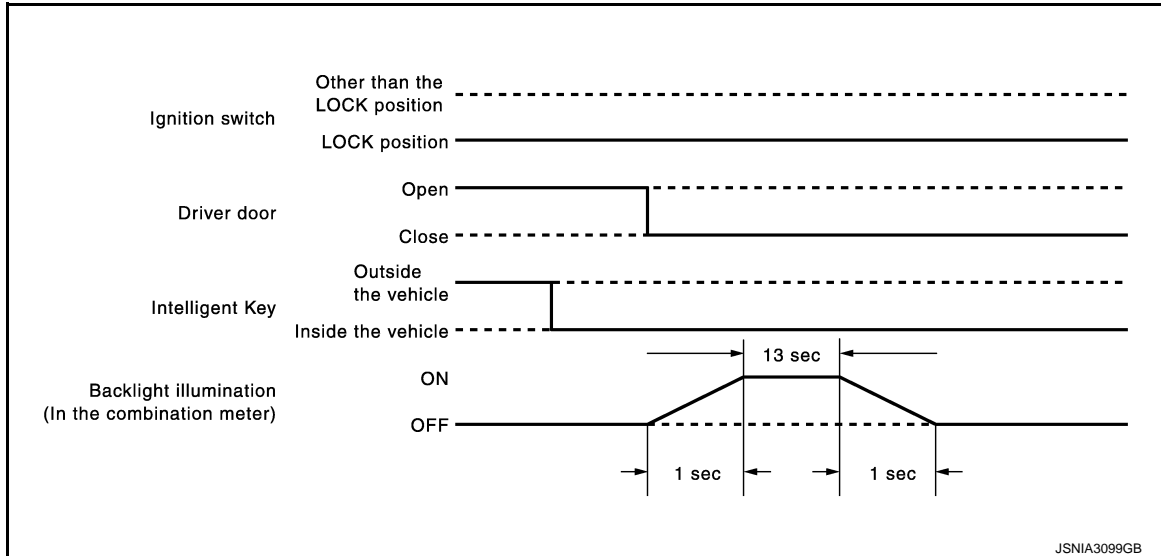 Other than the
LOCK position
Ignition switch
LOCK position
Open
Driver door
Close
Outside
the vehicle
Intelligent Key
Inside the vehicle
13 sec
ON
Backlight illumination
(In the combination meter)
OFF
1 sec
1 sec
JSNIA3099GB